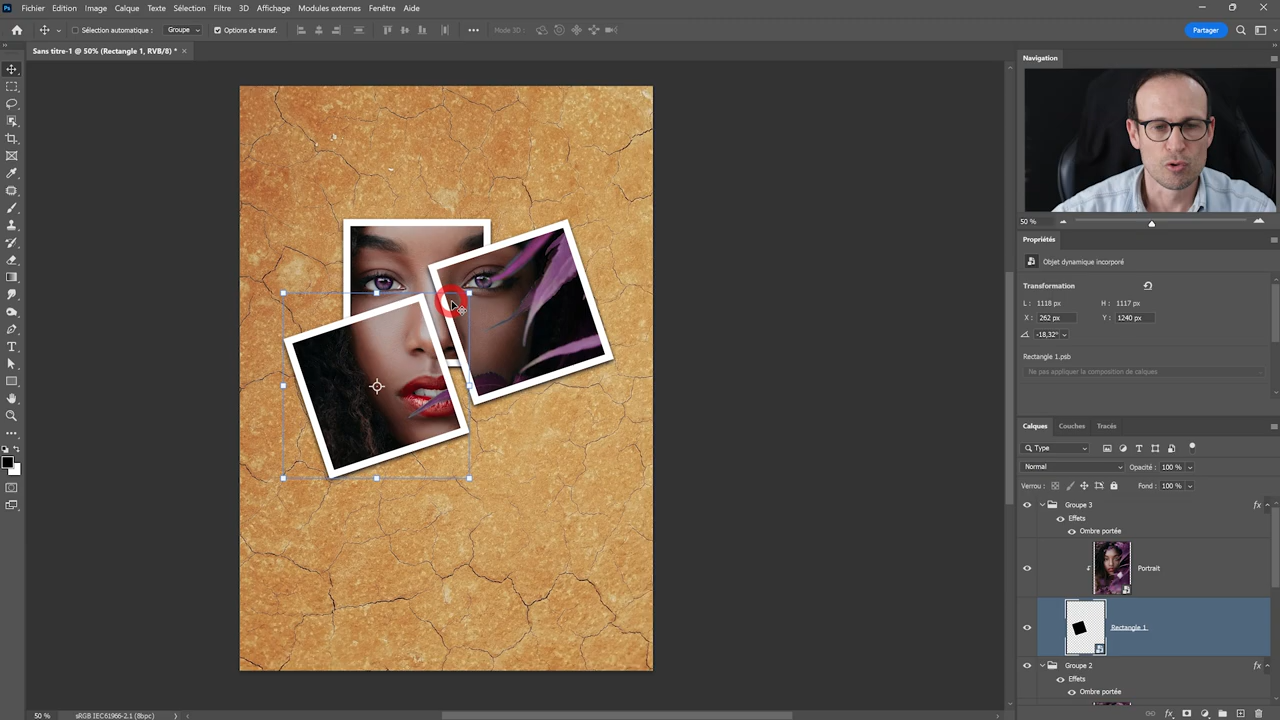 Ps Fichier Edition Image Calque Texte Sélection Filtre 3D Affichage Modules externes Fenêtre Aide
Sélection automatique : Groupe Options de transf. Mode 3D : Partager
Sans titre-1 @ 50% (Rectangle 1, RVB/8) *
Navigation
50 %
Propriétés
Objet dynamique incorporé
Transformation
L : 1118 px H : 1117 px
X : 262 px Y : 1240 px
-18,32°
Rectangle 1.psb
Ne pas appliquer la composition de calques
Calques Couches Tracés
Type
Normal Opacité : 100 %
Verrou : Fond : 100 %
Groupe 3 fx
Effets
Ombre portée
Portrait
Rectangle 1
Groupe 2 fx
Effets
Ombre portée
50 % sRGB IEC61966-2.1 (8bpc)
fx